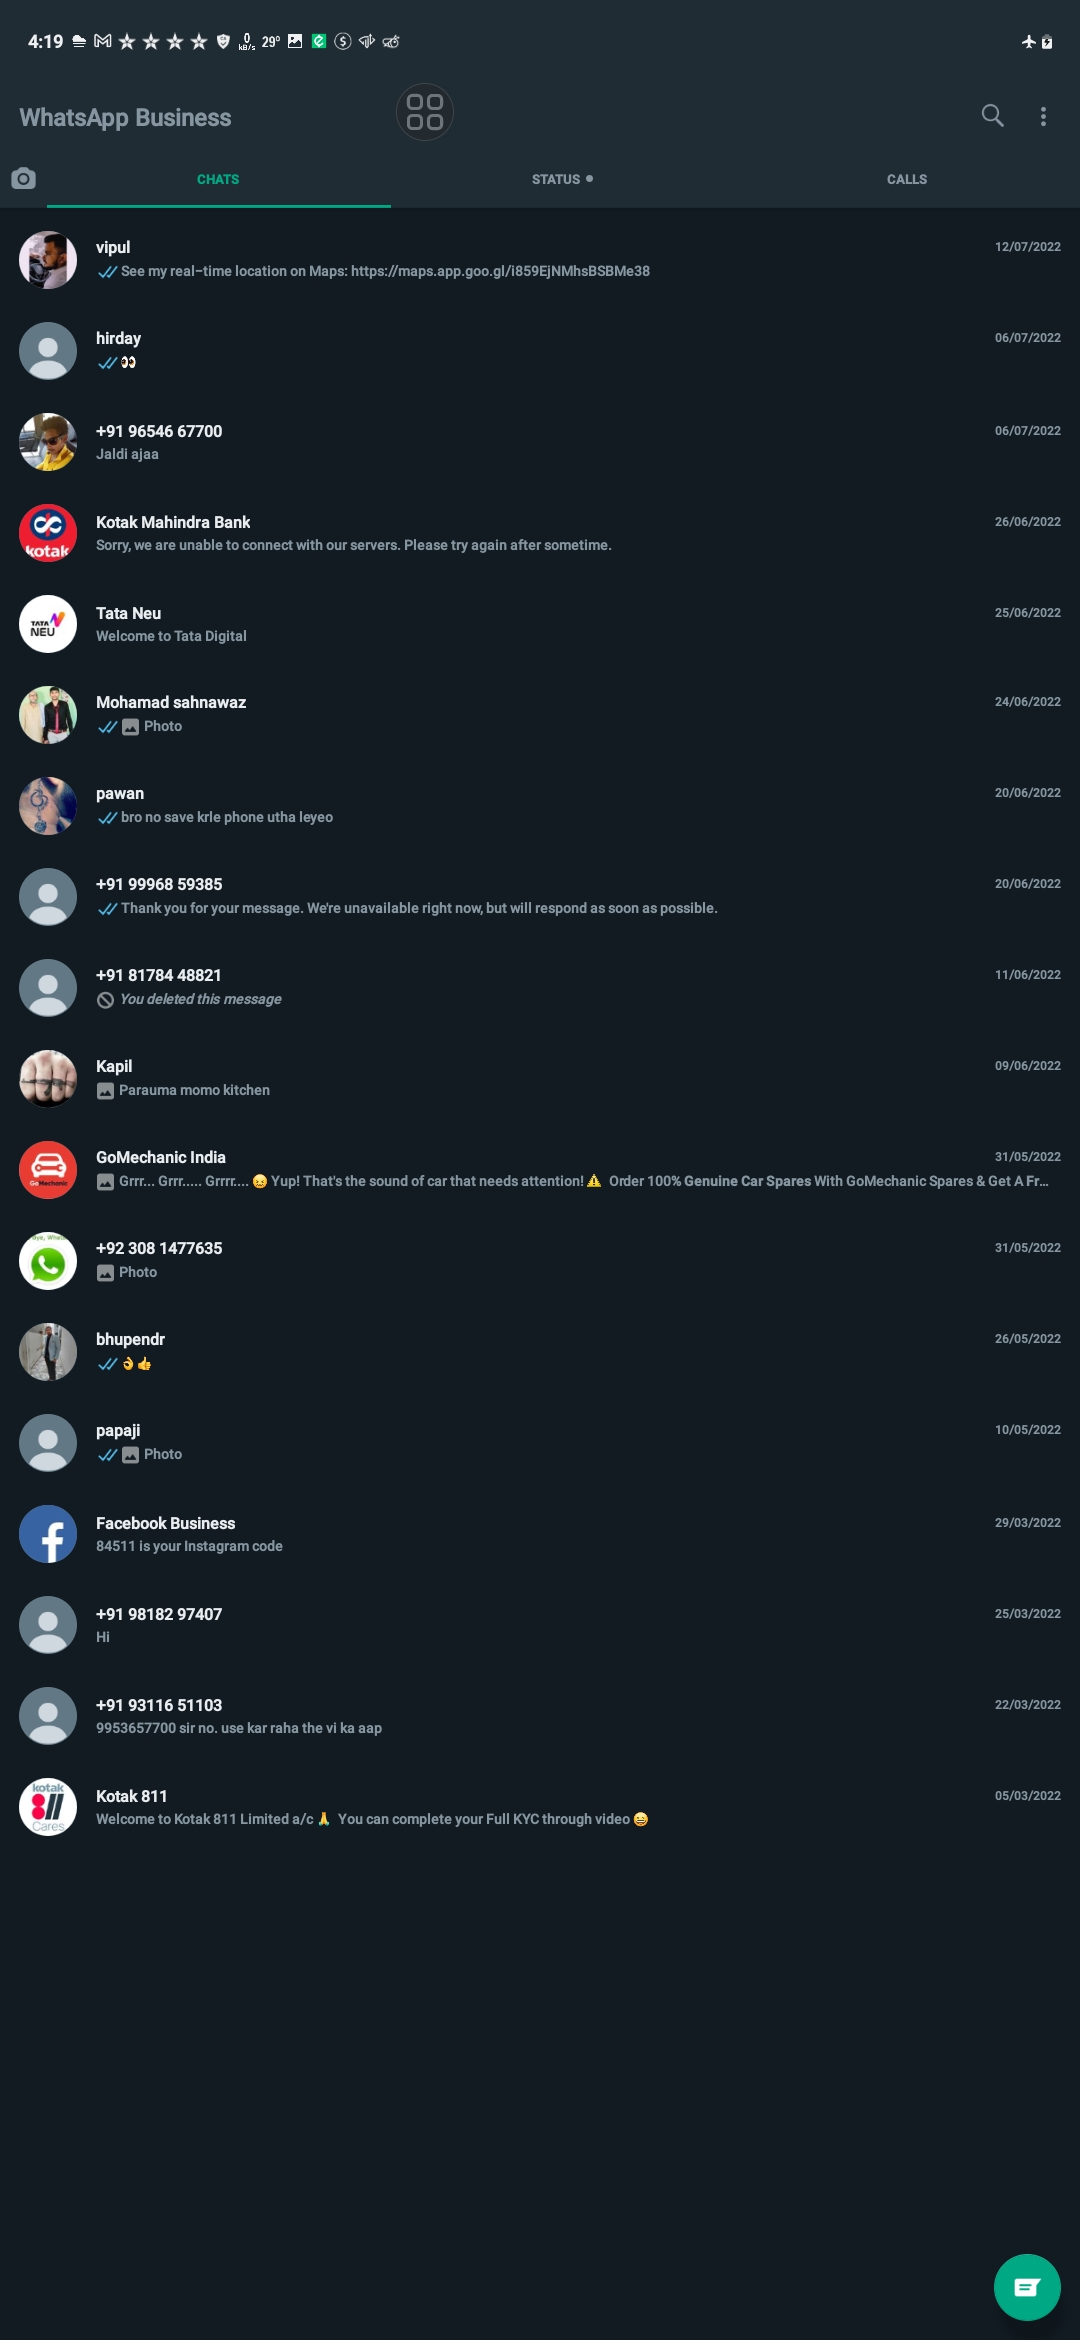 4:19 0 kB/s 29°
WhatsApp Business
CHATS STATUS CALLS
vipul 12/07/2022
See my real-time location on Maps: https://maps.app.goo.gl/i859EjNMhsBSBMe38
hirday 06/07/2022
👀
+91 96546 67700 06/07/2022
Jaldi ajaa
Kotak Mahindra Bank 26/06/2022
kotak
Sorry, we are unable to connect with our servers. Please try again after sometime.
Tata Neu 25/06/2022
TATA
NEU
Welcome to Tata Digital
Mohamad sahnawaz 24/06/2022
Photo
pawan 20/06/2022
bro no save krle phone utha leyeo
+91 99968 59385 20/06/2022
Thank you for your message. We're unavailable right now, but will respond as soon as possible.
+91 81784 48821 11/06/2022
You deleted this message
Kapil 09/06/2022
Parauma momo kitchen
GoMechanic India 31/05/2022
GoMechanic
Grrr... Grrr..... Grrrr.... 😖 Yup! That's the sound of car that needs attention! ⚠️ Order 100% Genuine Car Spares With GoMechanic Spares & Get A Fr...
+92 308 1477635 31/05/2022
Photo
bhupendr 26/05/2022
👌👍
papaji 10/05/2022
Photo
Facebook Business 29/03/2022
84511 is your Instagram code
+91 98182 97407 25/03/2022
Hi
+91 93116 51103 22/03/2022
9953657700 sir no. use kar raha the vi ka aap
kotak
811
Cares
Kotak 811 05/03/2022
Welcome to Kotak 811 Limited a/c 🙏 You can complete your Full KYC through video 😄